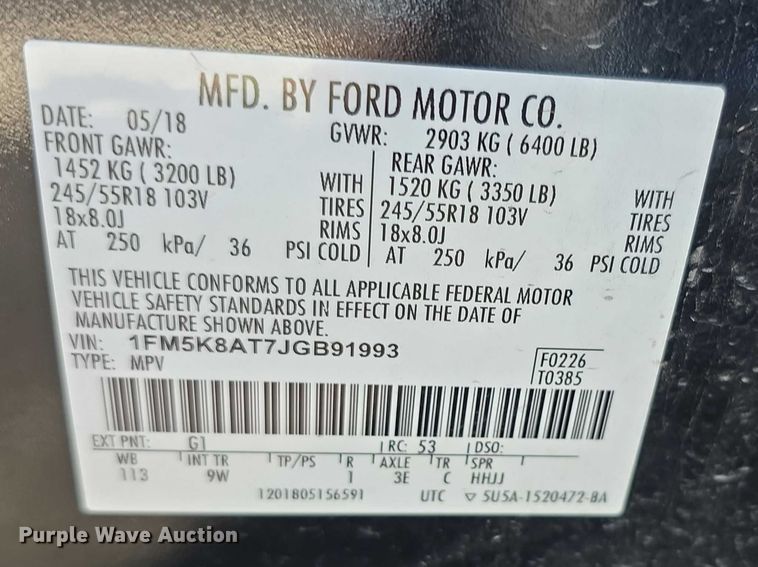 MFD. BY FORD MOTOR CO.
DATE: 05/18 GVWR: 2903 KG ( 6400 LB)
FRONT GAWR: REAR GAWR:
1452 KG ( 3200 LB) WITH 1520 KG ( 3350 LB) WITH
245/55R18 103V TIRES 245/55R18 103V TIRES
18x8.0J RIMS 18x8.0J RIMS
AT 250 kPa/ 36 PSI COLD AT 250 kPa/ 36 PSI COLD
THIS VEHICLE CONFORMS TO ALL APPLICABLE FEDERAL MOTOR
VEHICLE SAFETY STANDARDS IN EFFECT ON THE DATE OF
MANUFACTURE SHOWN ABOVE.
VIN: 1FM5K8AT7JGB91993
TYPE: MPV
F0226
T0385
EXT PNT: G1 RC: 53 DSO:
WB INT TR TP/PS R AXLE TR SPR
113 9W 1 3E C HHJJ
1201805156591 UTC ▽ 5U5A-1520472-BA
Purple Wave Auction